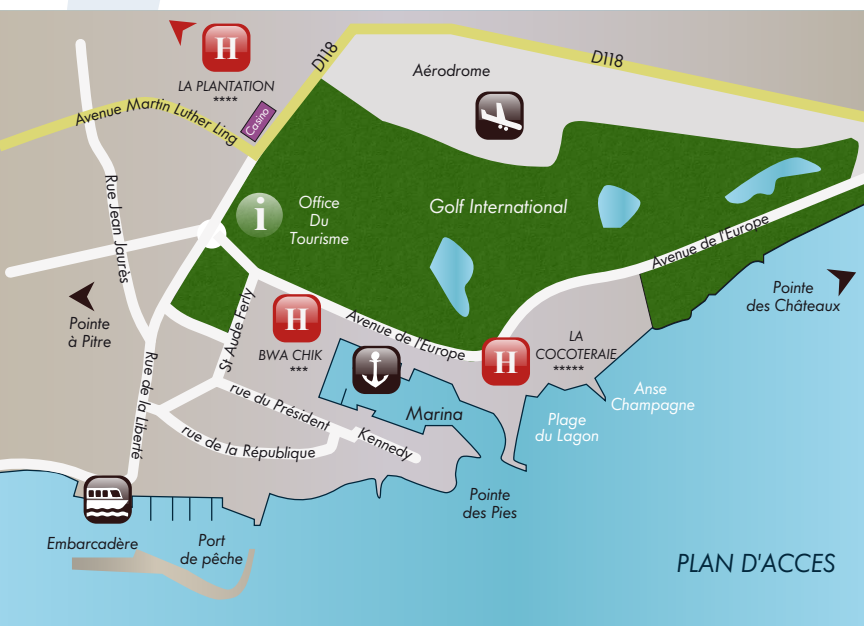 H
LA PLANTATION
****
D118
D118
Aérodrome
Avenue Martin Luther Ling
Casino
Rue Jean Jaurès
i
Office
Du
Tourisme
Golf International
Avenue de l'Europe
Pointe
des Châteaux
Pointe
à Pitre
St Aude Ferly
H
BWA CHIK
***
Avenue de l'Europe
H
LA
COCOTERAIE
*****
Rue de la Liberté
rue du Président
Kennedy
rue de la République
Marina
Plage
du Lagon
Anse
Champagne
Pointe
des Pies
Embarcadère
Port
de pêche
PLAN D'ACCES